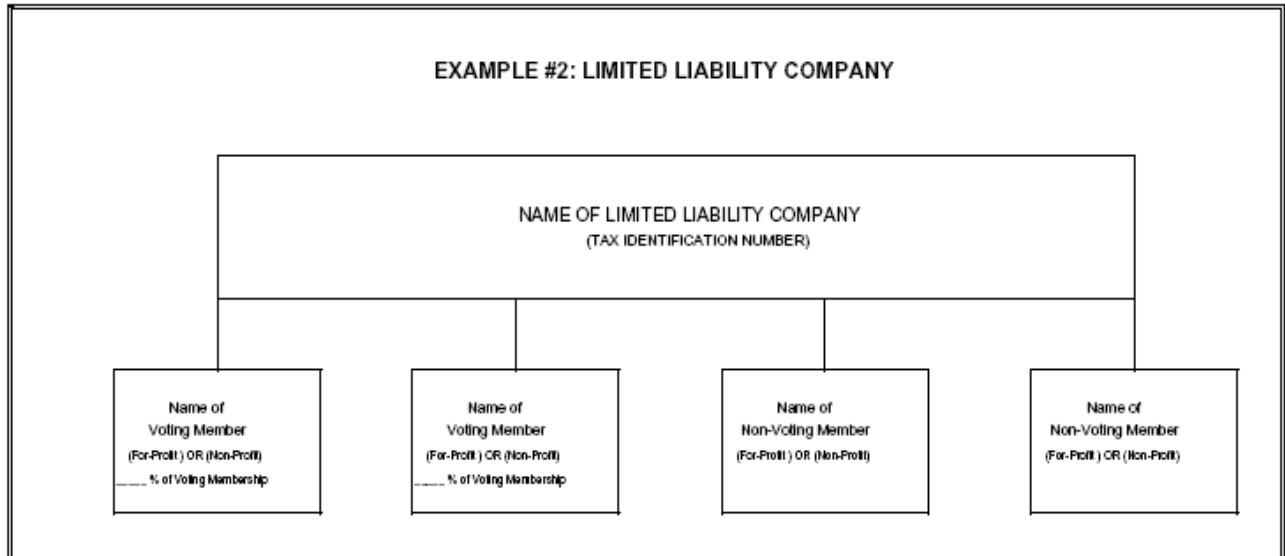 EXAMPLE #2: LIMITED LIABILITY COMPANY
NAME OF LIMITED LIABILITY COMPANY
(TAX IDENTIFICATION NUMBER)
Name of
Voting Member
(For-Profit ) OR (Non-Profit)
_____ % of Voting Membership
Name of
Voting Member
(For-Profit ) OR (Non-Profit)
_____ % of Voting Membership
Name of
Non-Voting Member
(For-Profit ) OR (Non-Profit)
Name of
Non-Voting Member
(For-Profit ) OR (Non-Profit)